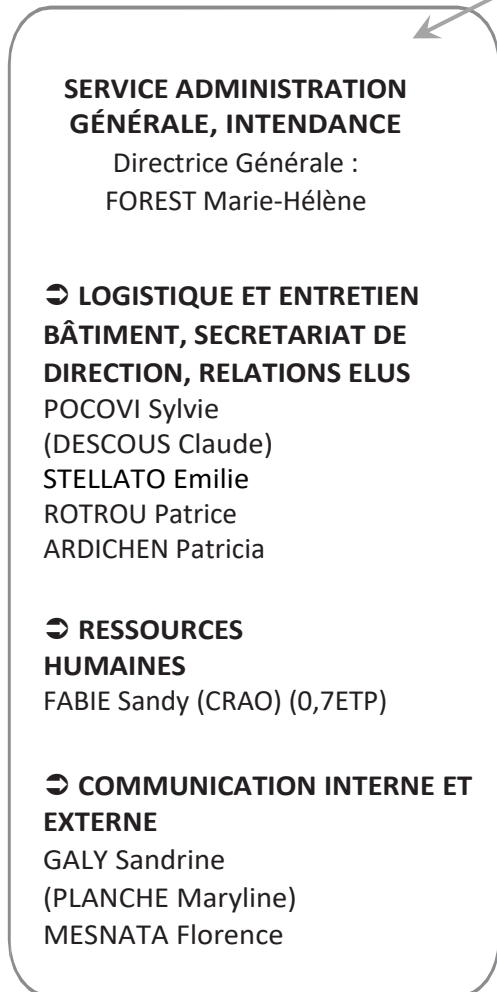 SERVICE ADMINISTRATION
GÉNÉRALE, INTENDANCE
Directrice Générale :
FOREST Marie-Hélène
➲ LOGISTIQUE ET ENTRETIEN
BÂTIMENT, SECRETARIAT DE
DIRECTION, RELATIONS ELUS
POCOVI Sylvie
(DESCOUS Claude)
STELLATO Emilie
ROTROU Patrice
ARDICHEN Patricia
➲ RESSOURCES
HUMAINES
FABIE Sandy (CRAO) (0,7ETP)
➲ COMMUNICATION INTERNE ET
EXTERNE
GALY Sandrine
(PLANCHE Maryline)
MESNATA Florence